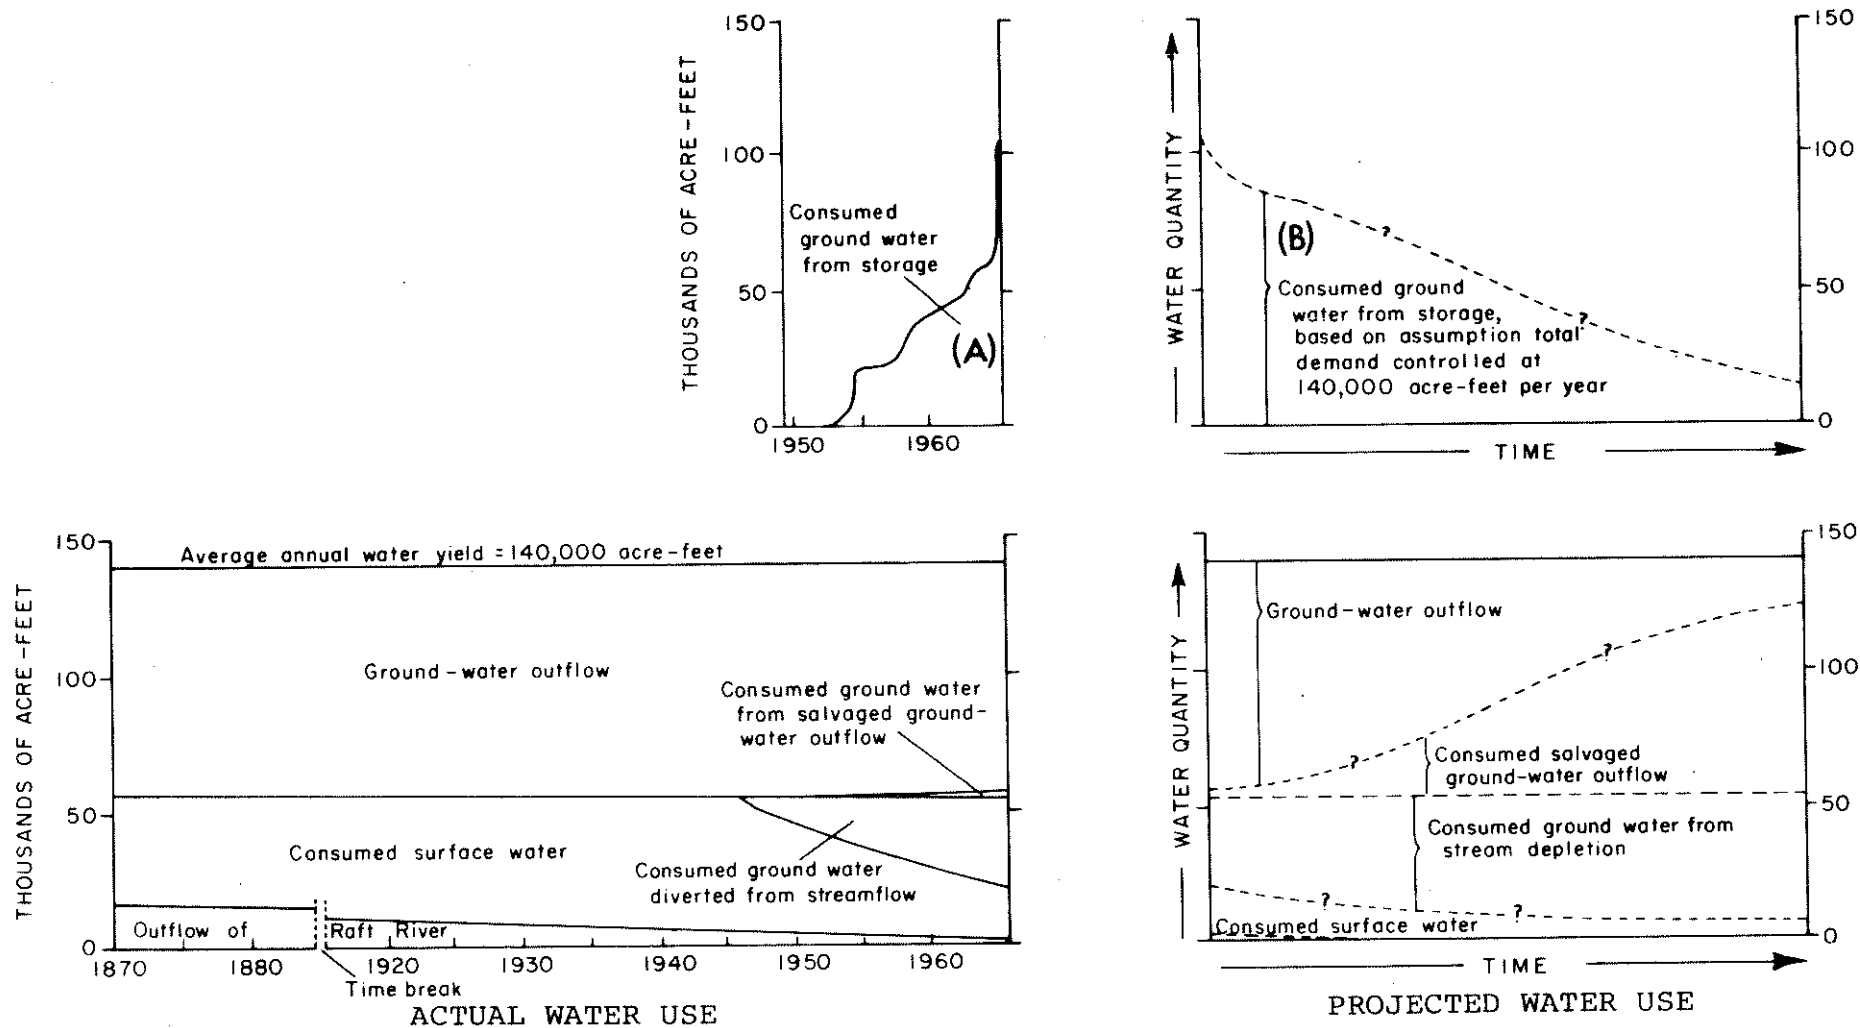 150
100
50
0
THOUSANDS OF ACRE-FEET
Consumed
ground water
from storage
(A)
1950
1960
WATER QUANTITY
150
100
50
0
(B)
Consumed ground
water from storage,
based on assumption total
demand controlled at
140,000 acre-feet per year
?
?
TIME
THOUSANDS OF ACRE-FEET
150
100
50
0
Average annual water yield = 140,000 acre-feet
Ground-water outflow
Consumed ground water
from salvaged ground-
water outflow
Consumed surface water
Consumed ground water
diverted from streamflow
Outflow of Raft River
1870
1880
1920
1930
1940
1950
1960
Time break
ACTUAL WATER USE
WATER QUANTITY
150
100
50
0
Ground-water outflow
?
?
Consumed salvaged
ground-water outflow
Consumed ground water from
stream depletion
?
?
Consumed surface water
TIME
PROJECTED WATER USE